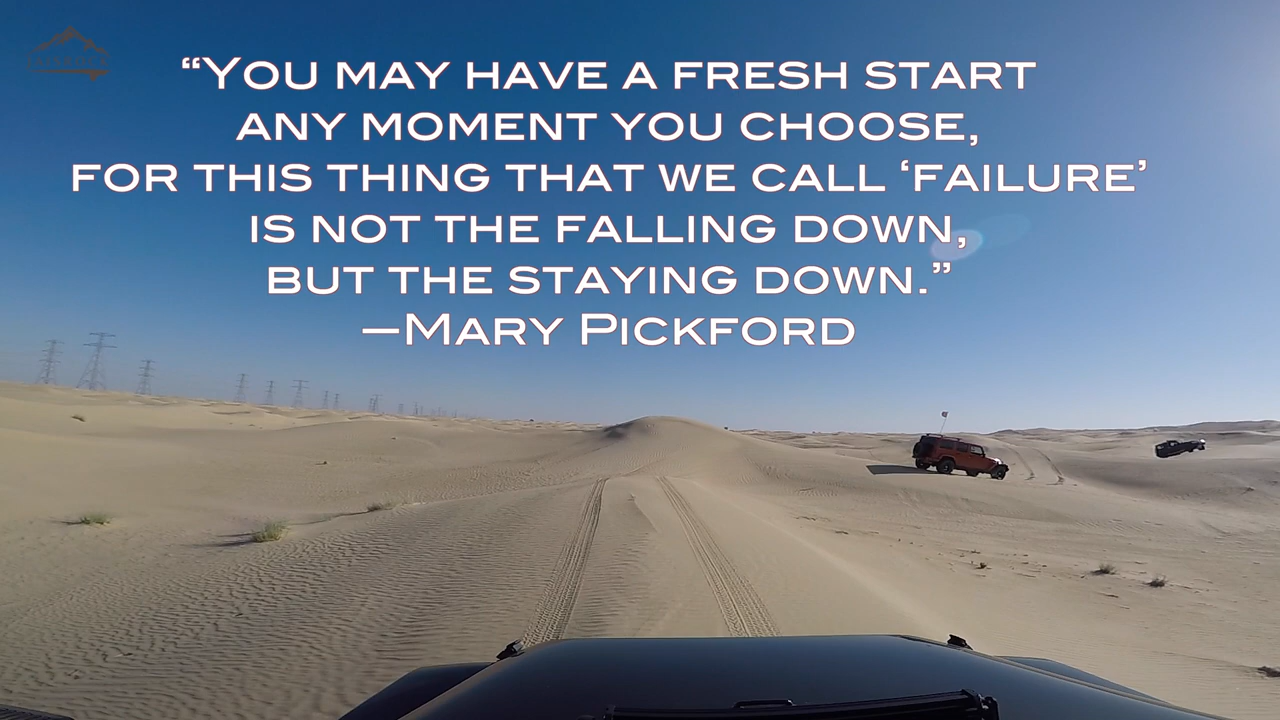 “You may have a fresh start
any moment you choose,
for this thing that we call ‘failure’
is not the falling down,
but the staying down.”
—Mary Pickford